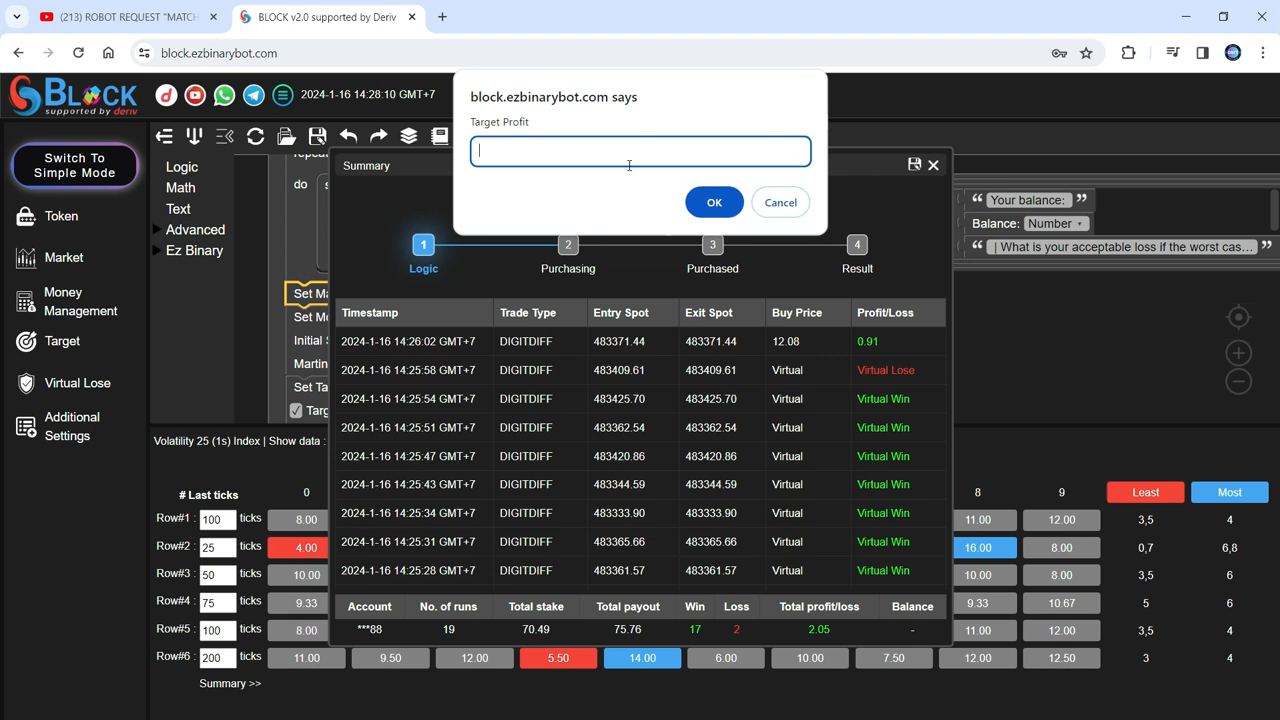 (213) ROBOT REQUEST "MATCH
BLOCK v2.0 supported by Deriv
block.ezbinarybot.com
BLOCK
supported by deriv
2024-1-16 14:28:10 GMT+7
block.ezbinarybot.com says
Target Profit
OK
Cancel
Switch To
Simple Mode
Token
Market
Money
Management
Target
Virtual Lose
Additional
Settings
Logic
Math
Text
Advanced
Ez Binary
do
Set Ma
Set Mo
Initial S
Martin
Set Ta
Targ
“ Your balance: ”
Balance: Number
“ | What is your acceptable loss if the worst cas... ”
Summary
1
2
3
4
Logic
Purchasing
Purchased
Result
Timestamp Trade Type Entry Spot Exit Spot Buy Price Profit/Loss
2024-1-16 14:26:02 GMT+7 DIGITDIFF 483371.44 483371.44 12.08 0.91
2024-1-16 14:25:58 GMT+7 DIGITDIFF 483409.61 483409.61 Virtual Virtual Lose
2024-1-16 14:25:54 GMT+7 DIGITDIFF 483425.70 483425.70 Virtual Virtual Win
2024-1-16 14:25:51 GMT+7 DIGITDIFF 483362.54 483362.54 Virtual Virtual Win
2024-1-16 14:25:47 GMT+7 DIGITDIFF 483420.86 483420.86 Virtual Virtual Win
2024-1-16 14:25:43 GMT+7 DIGITDIFF 483344.59 483344.59 Virtual Virtual Win
2024-1-16 14:25:34 GMT+7 DIGITDIFF 483333.90 483333.90 Virtual Virtual Win
2024-1-16 14:25:31 GMT+7 DIGITDIFF 483365.66 483365.66 Virtual Virtual Win
2024-1-16 14:25:28 GMT+7 DIGITDIFF 483361.57 483361.57 Virtual Virtual Win
Account No. of runs Total stake Total payout Win Loss Total profit/loss Balance
***88 19 70.49 75.76 17 2 2.05 -
Volatility 25 (1s) Index | Show data :
# Last ticks 0 8 9 Least Most
Row#1 : 100 ticks 8.00 11.00 12.00 3,5 4
Row#2 : 25 ticks 4.00 16.00 8.00 0,7 6,8
Row#3 : 50 ticks 10.00 10.00 8.00 3,5 6
Row#4 : 75 ticks 9.33 9.33 10.67 5 6
Row#5 : 100 ticks 8.00 11.00 12.00 3,5 4
Row#6 : 200 ticks 11.00 9.50 12.00 5.50 14.00 6.00 10.00 7.50 12.00 12.50 3 4
Summary >>